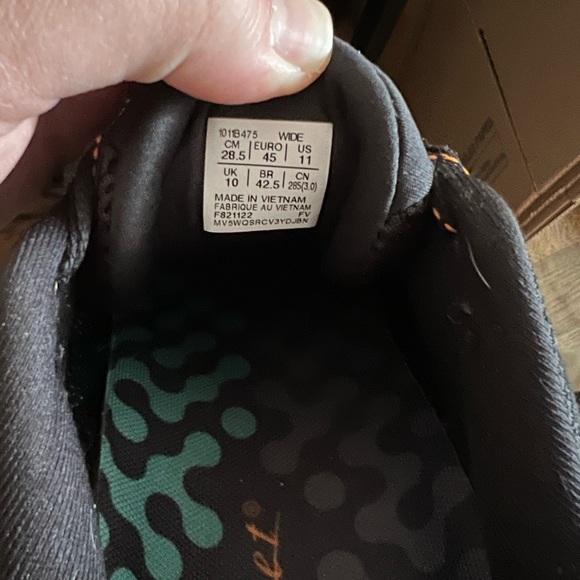 1011B475 WIDE
CM EURO US
28.5 45 11
UK BR CN
10 42.5 285(3.0)
MADE IN VIETNAM
FABRIQUE AU VIETNAM
F821122 FV
MV5WQSRCV3YDJBN
et®